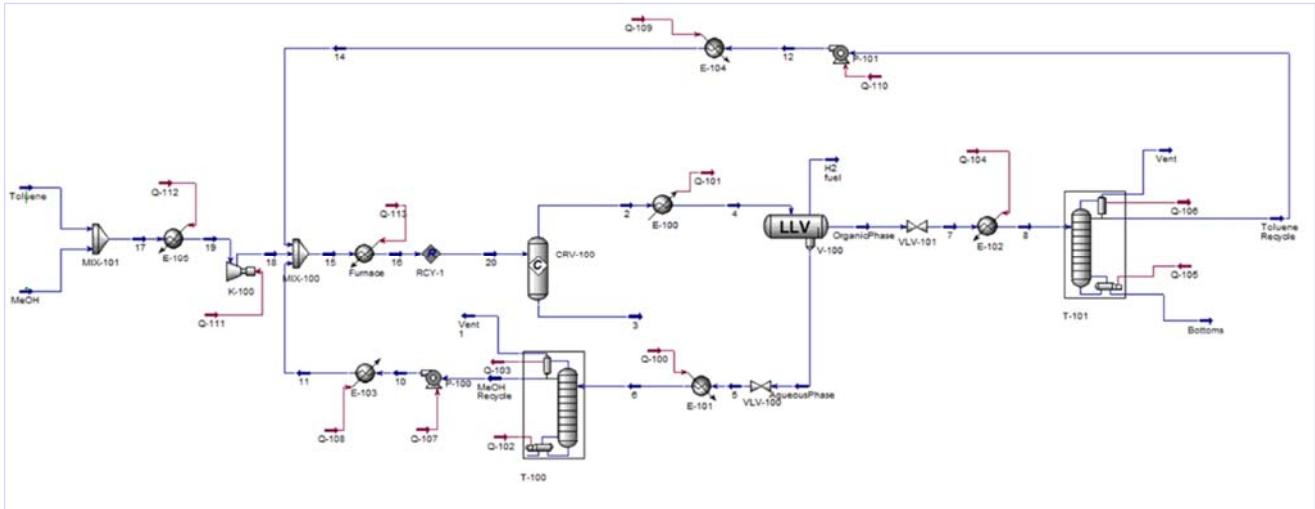 Q-109
14
E-104
12
P-101
Q-110
Toluene
MeOH
MIX-101
17
Q-112
E-105
19
K-100
Q-111
18
MIX-100
15
Q-113
Furnace
16
RCY-1
20
C
CRV-100
2
3
E-100
Q-101
4
H2
fuel
LLV
V-100
OrganicPhase
VLV-101
7
Q-104
E-102
8
Vent
Q-106
Toluene
Recycle
Q-105
T-101
Bottoms
11
E-103
Q-108
10
P-100
Q-107
MeOH
Recycle
Vent
1
Q-103
Q-102
T-100
6
Q-100
E-101
5
VLV-100
AqueousPhase